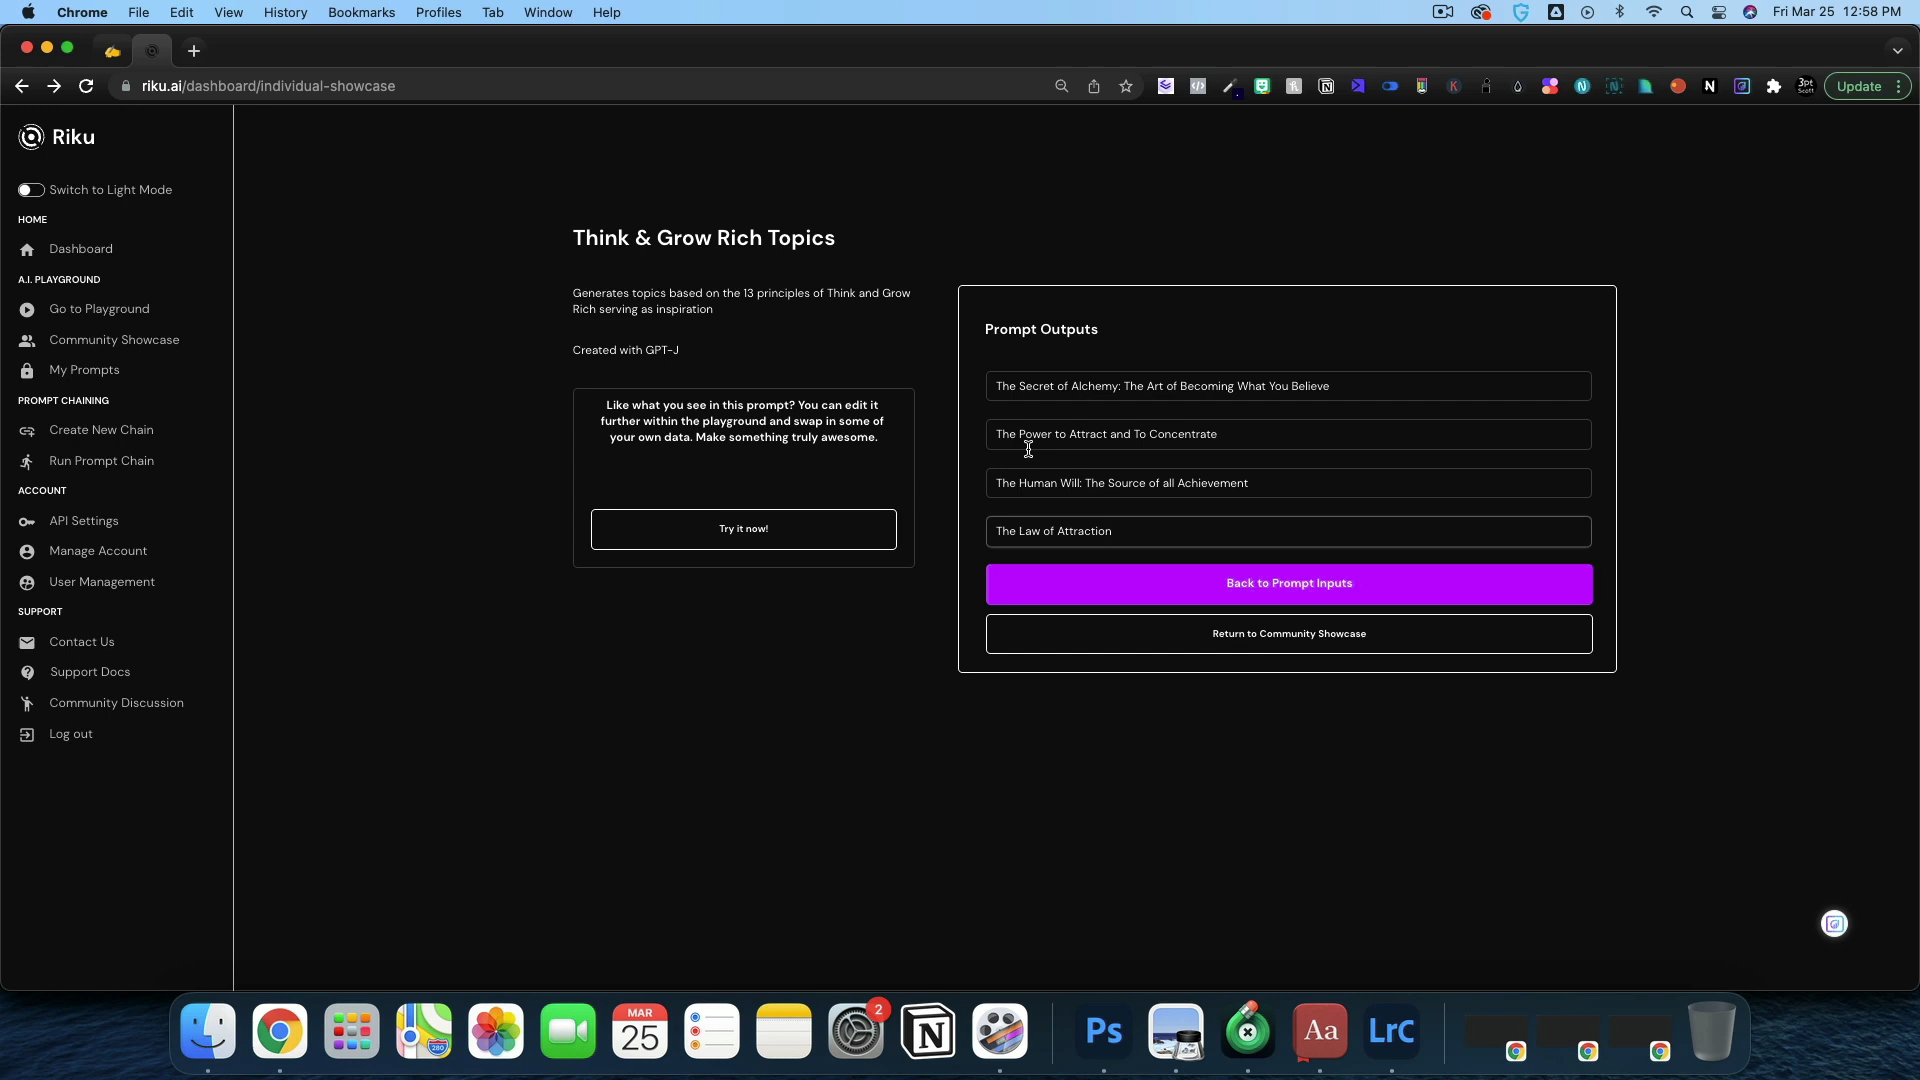 Chrome File Edit View History Bookmarks Profiles Tab Window Help Fri Mar 25 12:58 PM
riku.ai/dashboard/individual-showcase
Update
Riku
Switch to Light Mode
HOME
Dashboard
A.I. PLAYGROUND
Go to Playground
Community Showcase
My Prompts
PROMPT CHAINING
Create New Chain
Run Prompt Chain
ACCOUNT
API Settings
Manage Account
User Management
SUPPORT
Contact Us
Support Docs
Community Discussion
Log out
Think & Grow Rich Topics
Generates topics based on the 13 principles of Think and Grow
Rich serving as inspiration
Created with GPT-J
Like what you see in this prompt? You can edit it
further within the playground and swap in some of
your own data. Make something truly awesome.
Try it now!
Prompt Outputs
The Secret of Alchemy: The Art of Becoming What You Believe
The Power to Attract and To Concentrate
The Human Will: The Source of all Achievement
The Law of Attraction
Back to Prompt Inputs
Return to Community Showcase
280
MAR
25
2
N
Ps
Aa
LrC